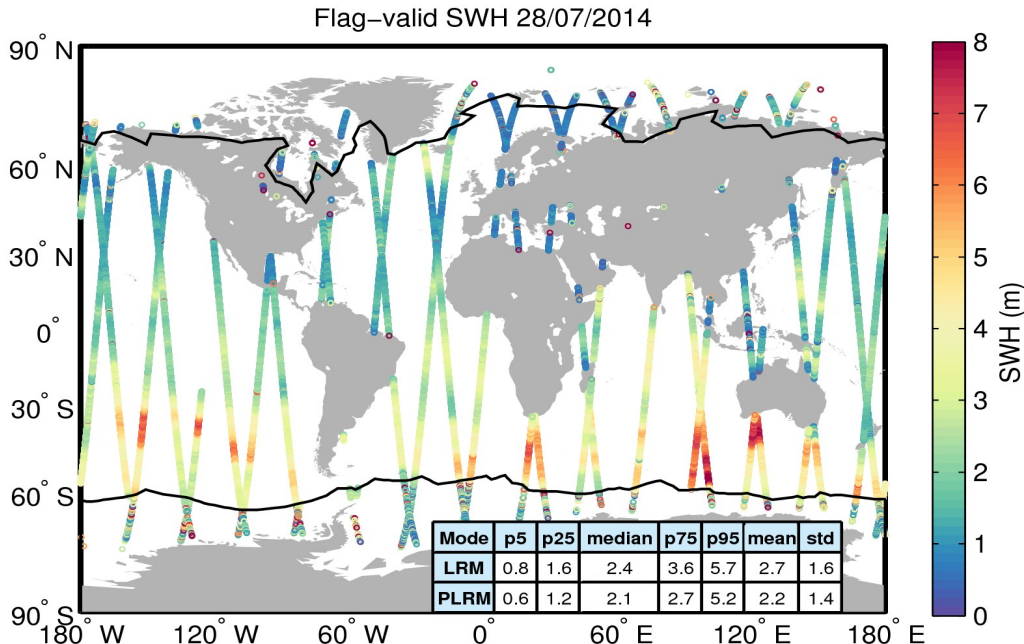 Flag−valid SWH 28/07/2014
90° N
60° N
30° N
0°
30° S
60° S
90° S
180° W
120° W
60° W
0°
60° E
120° E
180° E
8
7
6
5
4
3
2
1
0
SWH (m)
Mode p5 p25 median p75 p95 mean std
LRM 0.8 1.6 2.4 3.6 5.7 2.7 1.6
PLRM 0.6 1.2 2.1 2.7 5.2 2.2 1.4